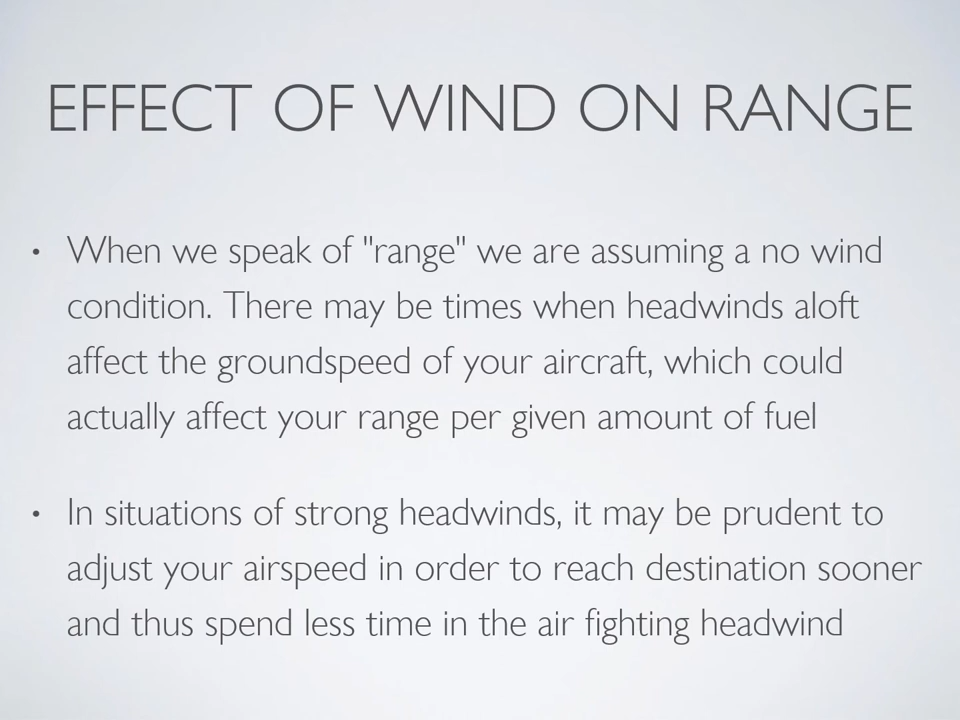 EFFECT OF WIND ON RANGE
• When we speak of "range" we are assuming a no wind
condition. There may be times when headwinds aloft
affect the groundspeed of your aircraft, which could
actually affect your range per given amount of fuel
• In situations of strong headwinds, it may be prudent to
adjust your airspeed in order to reach destination sooner
and thus spend less time in the air fighting headwind